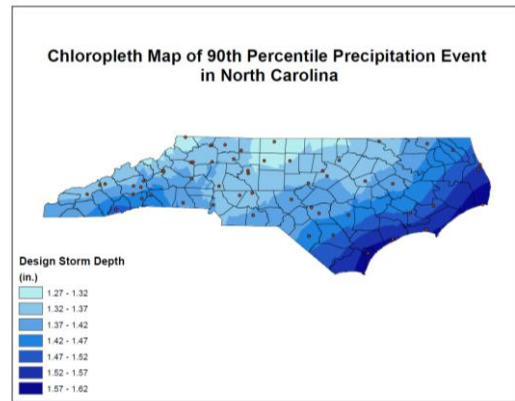 Chloropleth Map of 90th Percentile Precipitation Event
in North Carolina
Design Storm Depth
(in.)
1.27 - 1.32
1.32 - 1.37
1.37 - 1.42
1.42 - 1.47
1.47 - 1.52
1.52 - 1.57
1.57 - 1.62